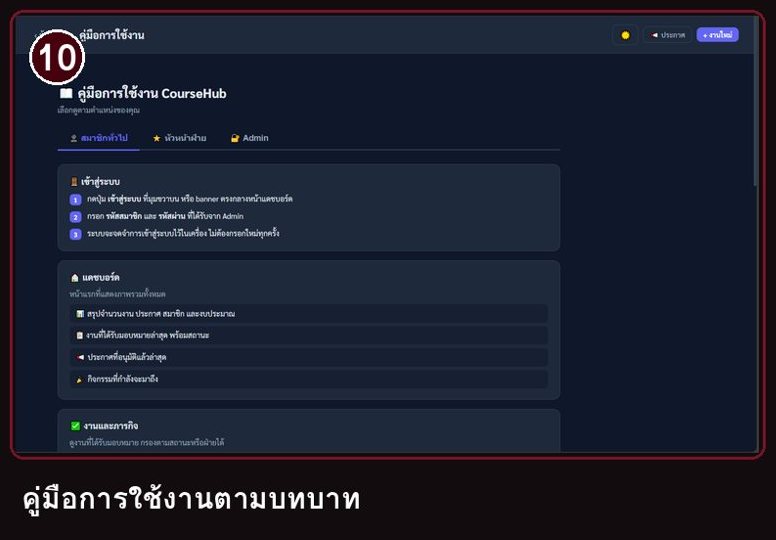 10
คู่มือการใช้งาน
ประกาศ
+ งานใหม่
คู่มือการใช้งาน CourseHub
เลือกดูตามตำแหน่งของคุณ
สมาชิกทั่วไป
หัวหน้าฝ่าย
Admin
เข้าสู่ระบบ
1 กดปุ่ม เข้าสู่ระบบ ที่มุมขวาบน หรือ banner ตรงกลางหน้าแดชบอร์ด
2 กรอก รหัสสมาชิก และ รหัสผ่าน ที่ได้รับจาก Admin
3 ระบบจะจดจำการเข้าสู่ระบบไว้ในเครื่อง ไม่ต้องกรอกใหม่ทุกครั้ง
แดชบอร์ด
หน้าแรกที่แสดงภาพรวมทั้งหมด
สรุปจำนวนงาน ประกาศ สมาชิก และงบประมาณ
งานที่ได้รับมอบหมายล่าสุด พร้อมสถานะ
ประกาศที่อนุมัติแล้วล่าสุด
กิจกรรมที่กำลังจะมาถึง
งานและภารกิจ
ดูงานที่ได้รับมอบหมาย กรองตามสถานะหรือฝ่ายได้
คู่มือการใช้งานตามบทบาท